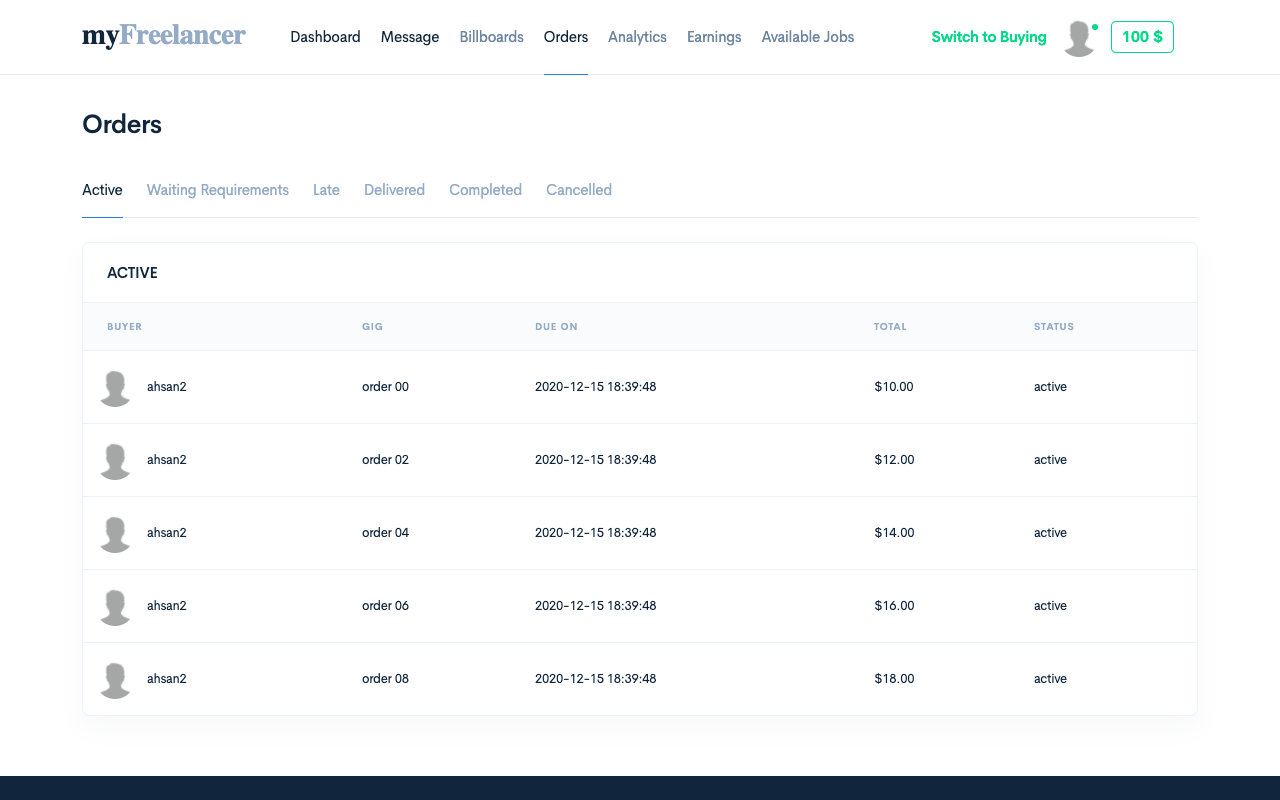 myFreelancer Dashboard Message Billboards Orders Analytics Earnings Available Jobs Switch to Buying 100 $
Orders
Active Waiting Requirements Late Delivered Completed Cancelled
ACTIVE
BUYER GIG DUE ON TOTAL STATUS
ahsan2 order 00 2020-12-15 18:39:48 $10.00 active
ahsan2 order 02 2020-12-15 18:39:48 $12.00 active
ahsan2 order 04 2020-12-15 18:39:48 $14.00 active
ahsan2 order 06 2020-12-15 18:39:48 $16.00 active
ahsan2 order 08 2020-12-15 18:39:48 $18.00 active